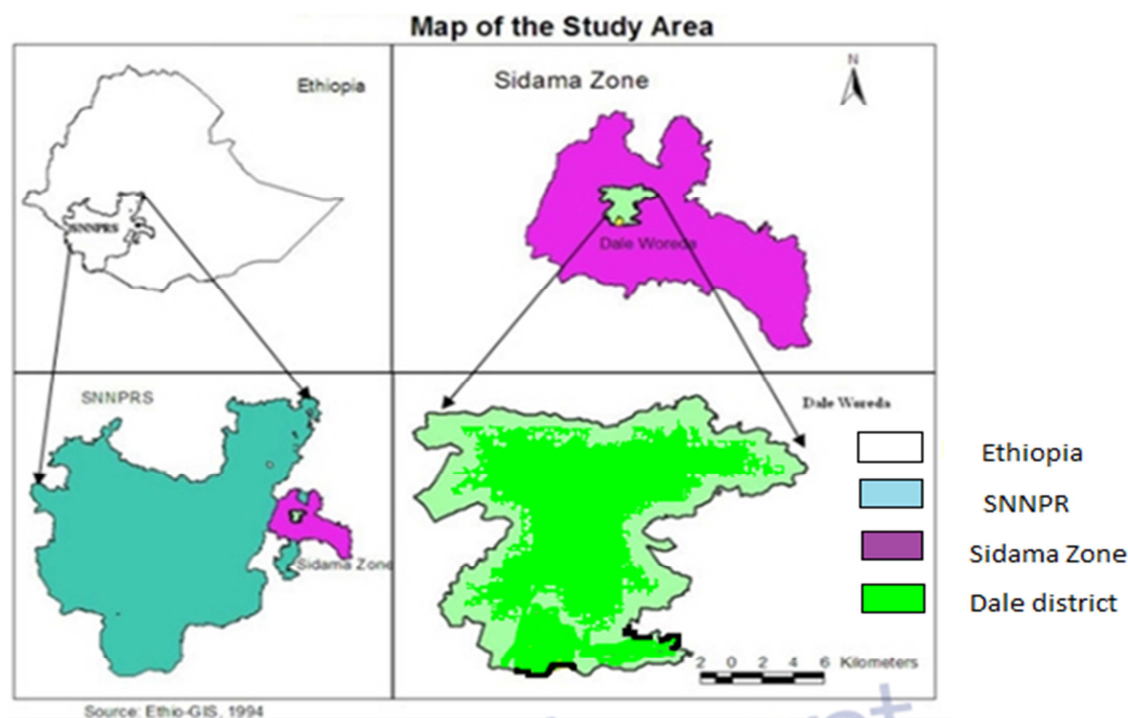 Map of the Study Area
Ethiopia
SNNPRS
Sidama Zone
N
Dale Woreda
SNNPRS
Sidama Zone
Dale Woreda
Ethiopia
SNNPR
Sidama Zone
Dale district
2 0 2 4 6 Kilometers
Source: Ethio-GIS, 1994